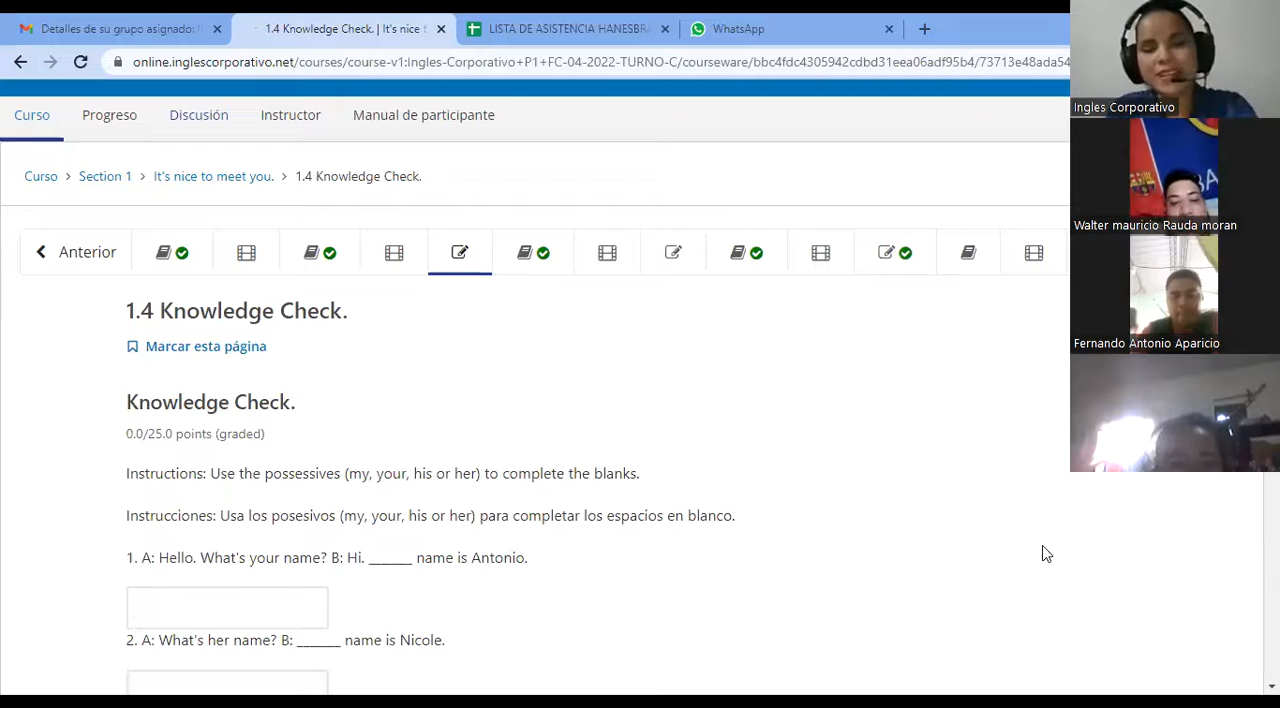 Detalles de su grupo asignado:
1.4 Knowledge Check. | It's nice
LISTA DE ASISTENCIA HANESBRA
WhatsApp
online.inglescorporativo.net/courses/course-v1:Ingles-Corporativo+P1+FC-04-2022-TURNO-C/courseware/bbc4fdc4305942cdbd31eea06adf95b4/73713e48ada54
Ingles Corporativo
Curso
Progreso
Discusión
Instructor
Manual de participante
Curso > Section 1 > It's nice to meet you. > 1.4 Knowledge Check.
Walter mauricio Rauda moran
Anterior
1.4 Knowledge Check.
Marcar esta página
Fernando Antonio Aparicio
Knowledge Check.
0.0/25.0 points (graded)
Instructions: Use the possessives (my, your, his or her) to complete the blanks.
Instrucciones: Usa los posesivos (my, your, his or her) para completar los espacios en blanco.
1. A: Hello. What's your name? B: Hi. ______ name is Antonio.
2. A: What's her name? B: ______ name is Nicole.